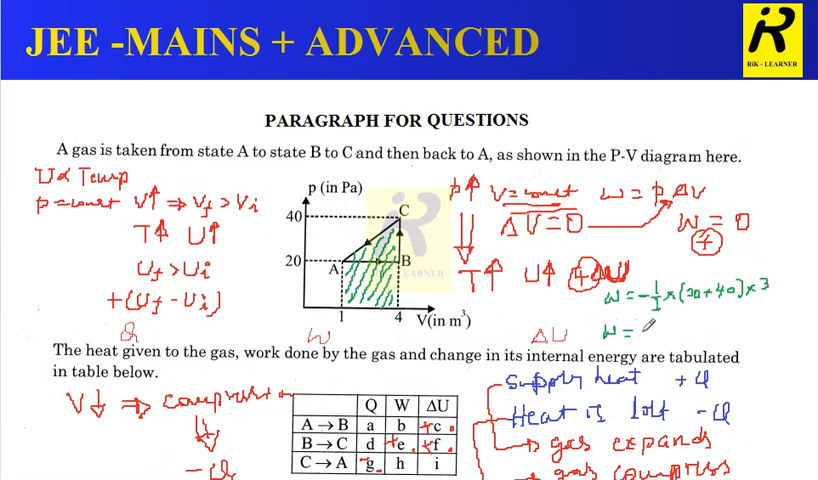 JEE -MAINS + ADVANCED
RiK - LEARNER
PARAGRAPH FOR QUESTIONS
A gas is taken from state A to state B to C and then back to A, as shown in the P-V diagram here.
U ∝ Temp
p = const V↑ ⇒ Vf > Vi
T↑ U↑
Uf > Ui
+(Uf - Ui)
Q
p (in Pa)
40
20
A
B
C
1
4
V(in m³)
LEARNER
p↑ V = const W = p ΔV
ΔV = 0
W = 0
+
T↑ U↑ + ΔU
W = -1/2 × (20 + 40) × 3
W =
W
ΔU
The heat given to the gas, work done by the gas and change in its internal energy are tabulated
in table below.
V↓ ⇒
- W
Q W ΔU
A → B a b +c
B → C d e +f
C → A -g h i
Supply heat + Q
Heat is lost - Q
→ gas expands
→ gas compress